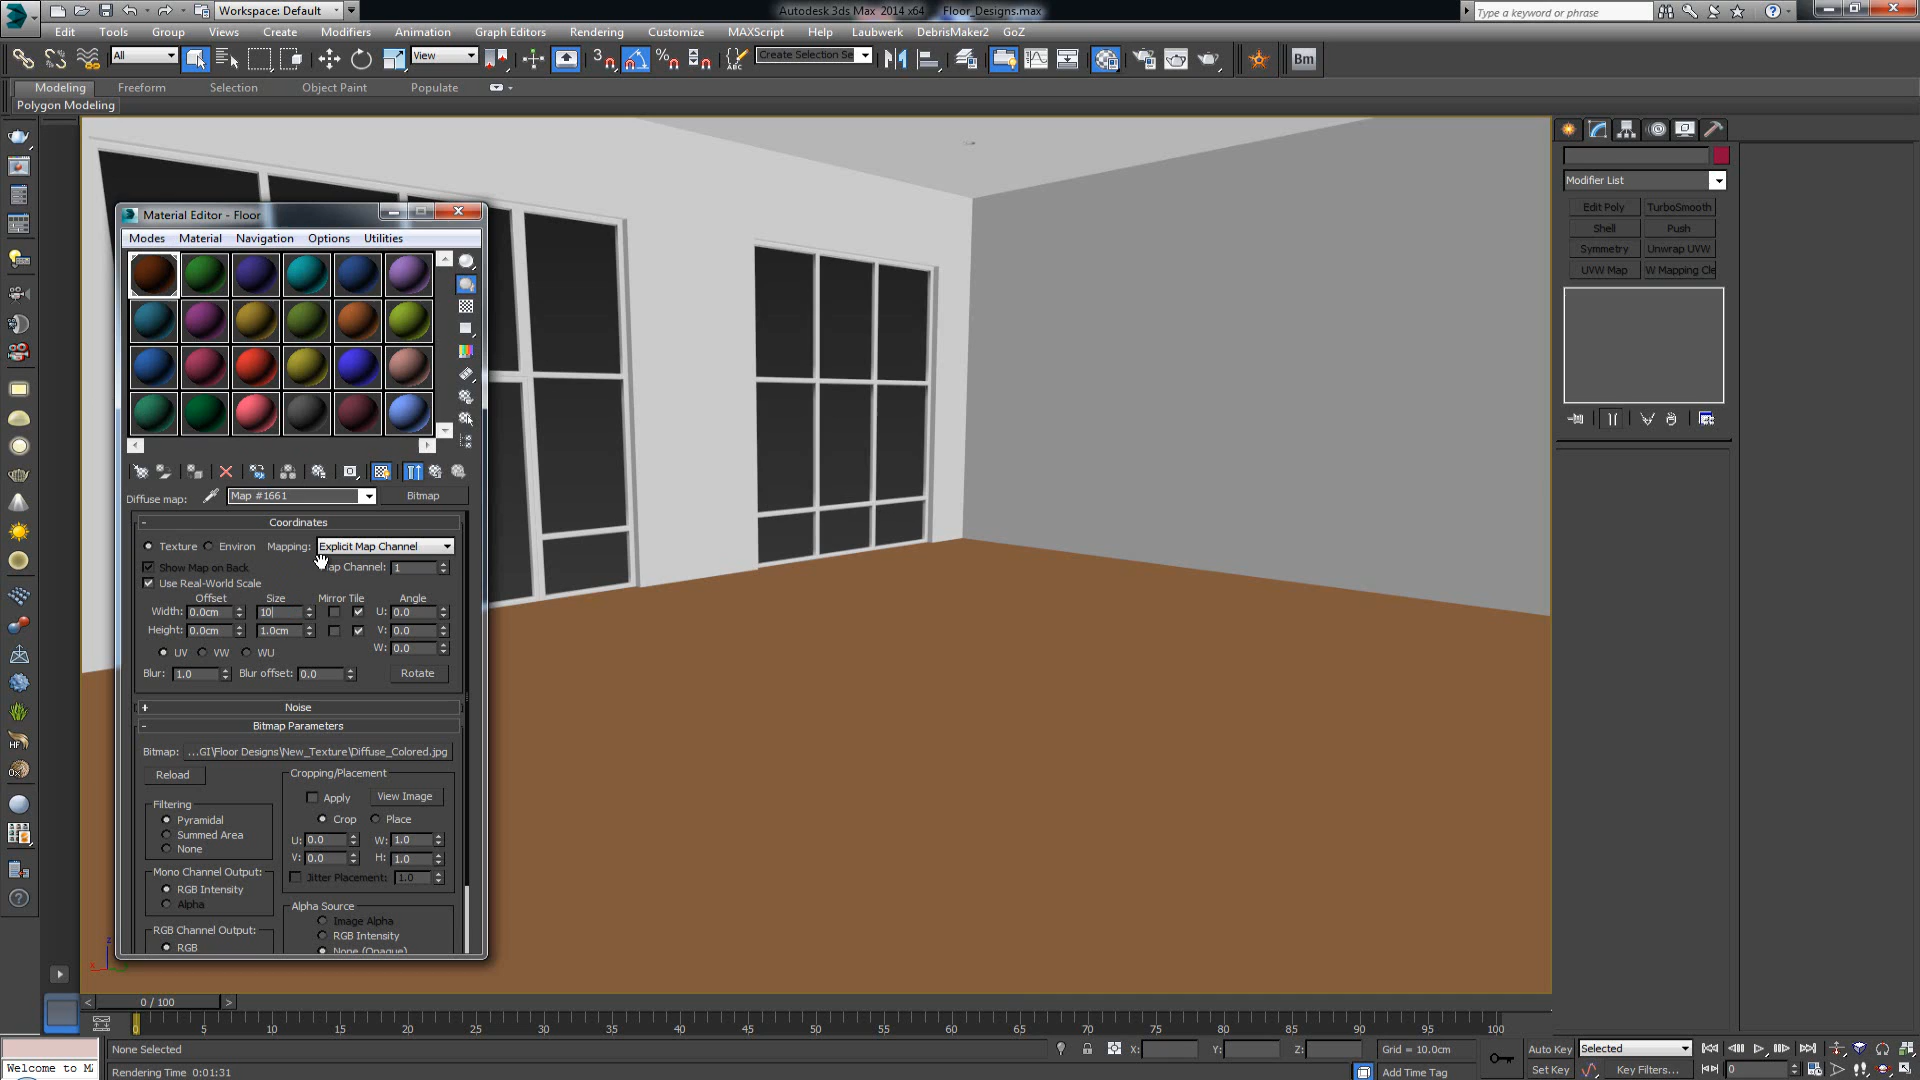 Workspace: Default
Autodesk 3ds Max 2014 x64 Floor_Designs.max
Type a keyword or phrase
Edit Tools Group Views Create Modifiers Animation Graph Editors Rendering Customize MAXScript Help Laubwerk DebrisMaker2 GoZ
All View Create Selection Se Bm
Modeling Freeform Selection Object Paint Populate
Polygon Modeling
Modifier List
Edit Poly TurboSmooth
Shell Push
Symmetry Unwrap UVW
UVW Map W Mapping Cle
Material Editor - Floor
Modes Material Navigation Options Utilities
Diffuse map: Map #1661 Bitmap
- Coordinates
Texture Environ Mapping: Explicit Map Channel
Show Map on Back Map Channel: 1
Use Real-World Scale
Offset Size Mirror Tile Angle
Width: 0.0cm 10 U: 0.0
Height: 0.0cm 1.0cm V: 0.0
UV VW WU W: 0.0
Blur: 1.0 Blur offset: 0.0 Rotate
+ Noise
- Bitmap Parameters
Bitmap: ...GI\Floor Designs\New_Texture\Diffuse_Colored.jpg
Reload Cropping/Placement
Apply View Image
Filtering
Pyramidal
Summed Area
None
Crop Place
U: 0.0 W: 1.0
V: 0.0 H: 1.0
Jitter Placement: 1.0
Mono Channel Output:
RGB Intensity
Alpha
Alpha Source
Image Alpha
RGB Intensity
None (Opaque)
RGB Channel Output:
RGB
HF
< 0 / 100 >
0 5 10 15 20 25 30 35 40 45 50 55 60 65 70 75 80 85 90 95 100
None Selected X: Y: Z: Grid = 10.0cm Auto Key Selected
Welcome to MA Rendering Time 0:01:31 Add Time Tag Set Key Key Filters... 0